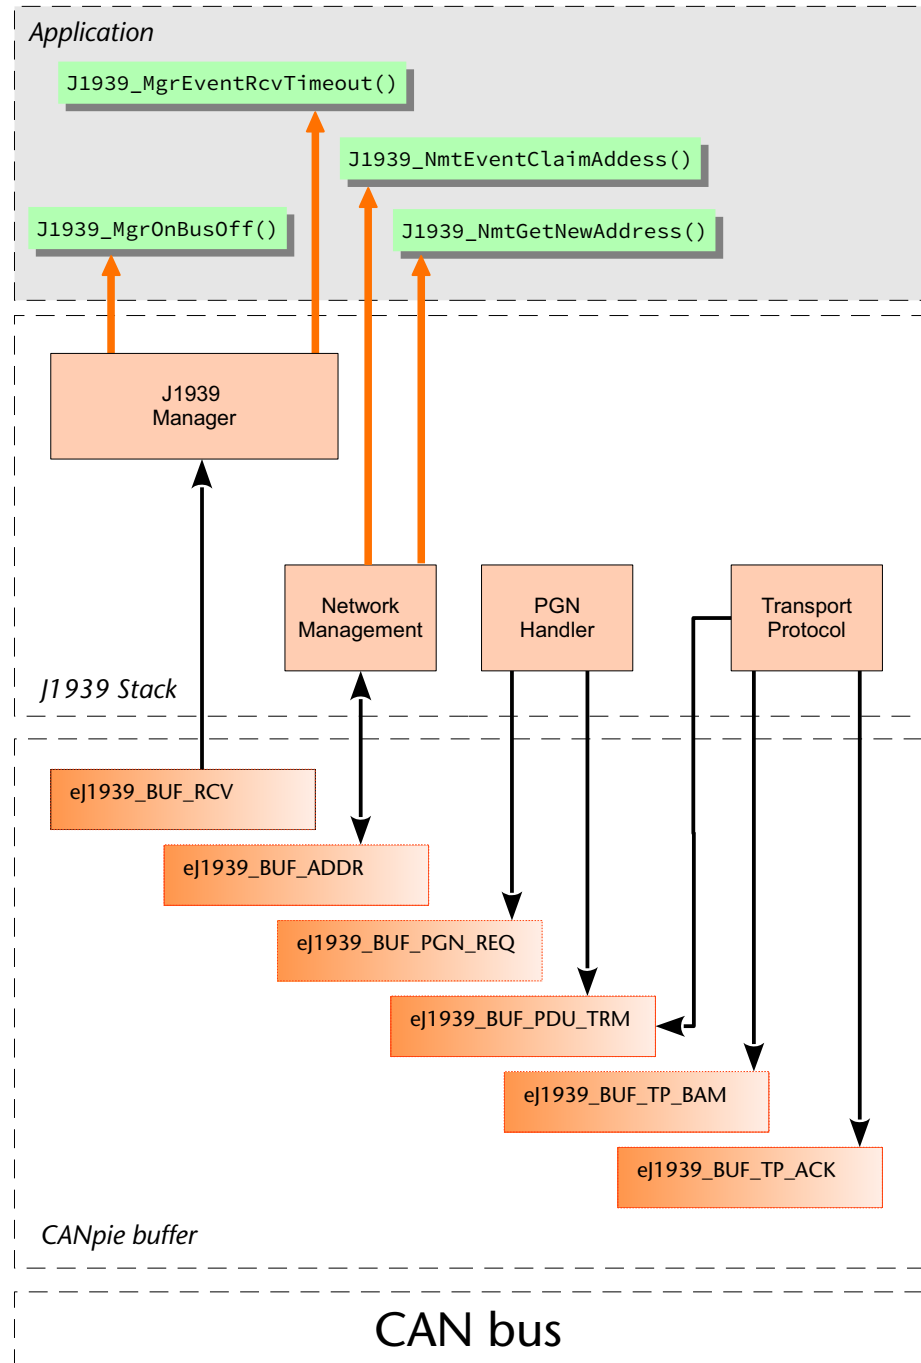 Application
J1939_MgrEventRcvTimeout()
J1939_NmtEventClaimAddess()
J1939_MgrOnBusOff()
J1939_NmtGetNewAddress()
J1939
Manager
Network
Management
PGN
Handler
Transport
Protocol
J1939 Stack
eJ1939_BUF_RCV
eJ1939_BUF_ADDR
eJ1939_BUF_PGN_REQ
eJ1939_BUF_PDU_TRM
eJ1939_BUF_TP_BAM
eJ1939_BUF_TP_ACK
CANpie buffer
CAN bus